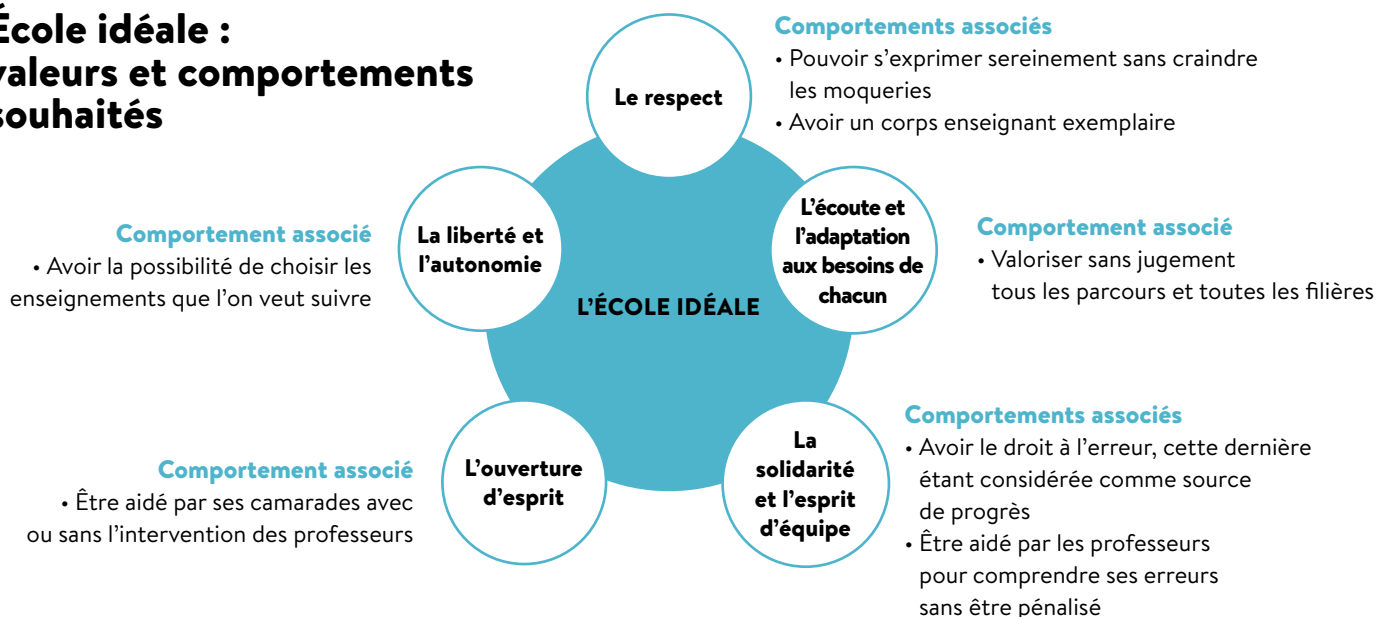 École idéale :
valeurs et comportements
souhaités
Le respect
Comportements associés
• Pouvoir s'exprimer sereinement sans craindre
les moqueries
• Avoir un corps enseignant exemplaire
L'écoute et
l'adaptation
aux besoins de
chacun
Comportement associé
• Valoriser sans jugement
tous les parcours et toutes les filières
La liberté et
l'autonomie
Comportement associé
• Avoir la possibilité de choisir les
enseignements que l'on veut suivre
L'ÉCOLE IDÉALE
L'ouverture
d'esprit
Comportement associé
• Être aidé par ses camarades avec
ou sans l'intervention des professeurs
La
solidarité
et l'esprit
d'équipe
Comportements associés
• Avoir le droit à l'erreur, cette dernière
étant considérée comme source
de progrès
• Être aidé par les professeurs
pour comprendre ses erreurs
sans être pénalisé